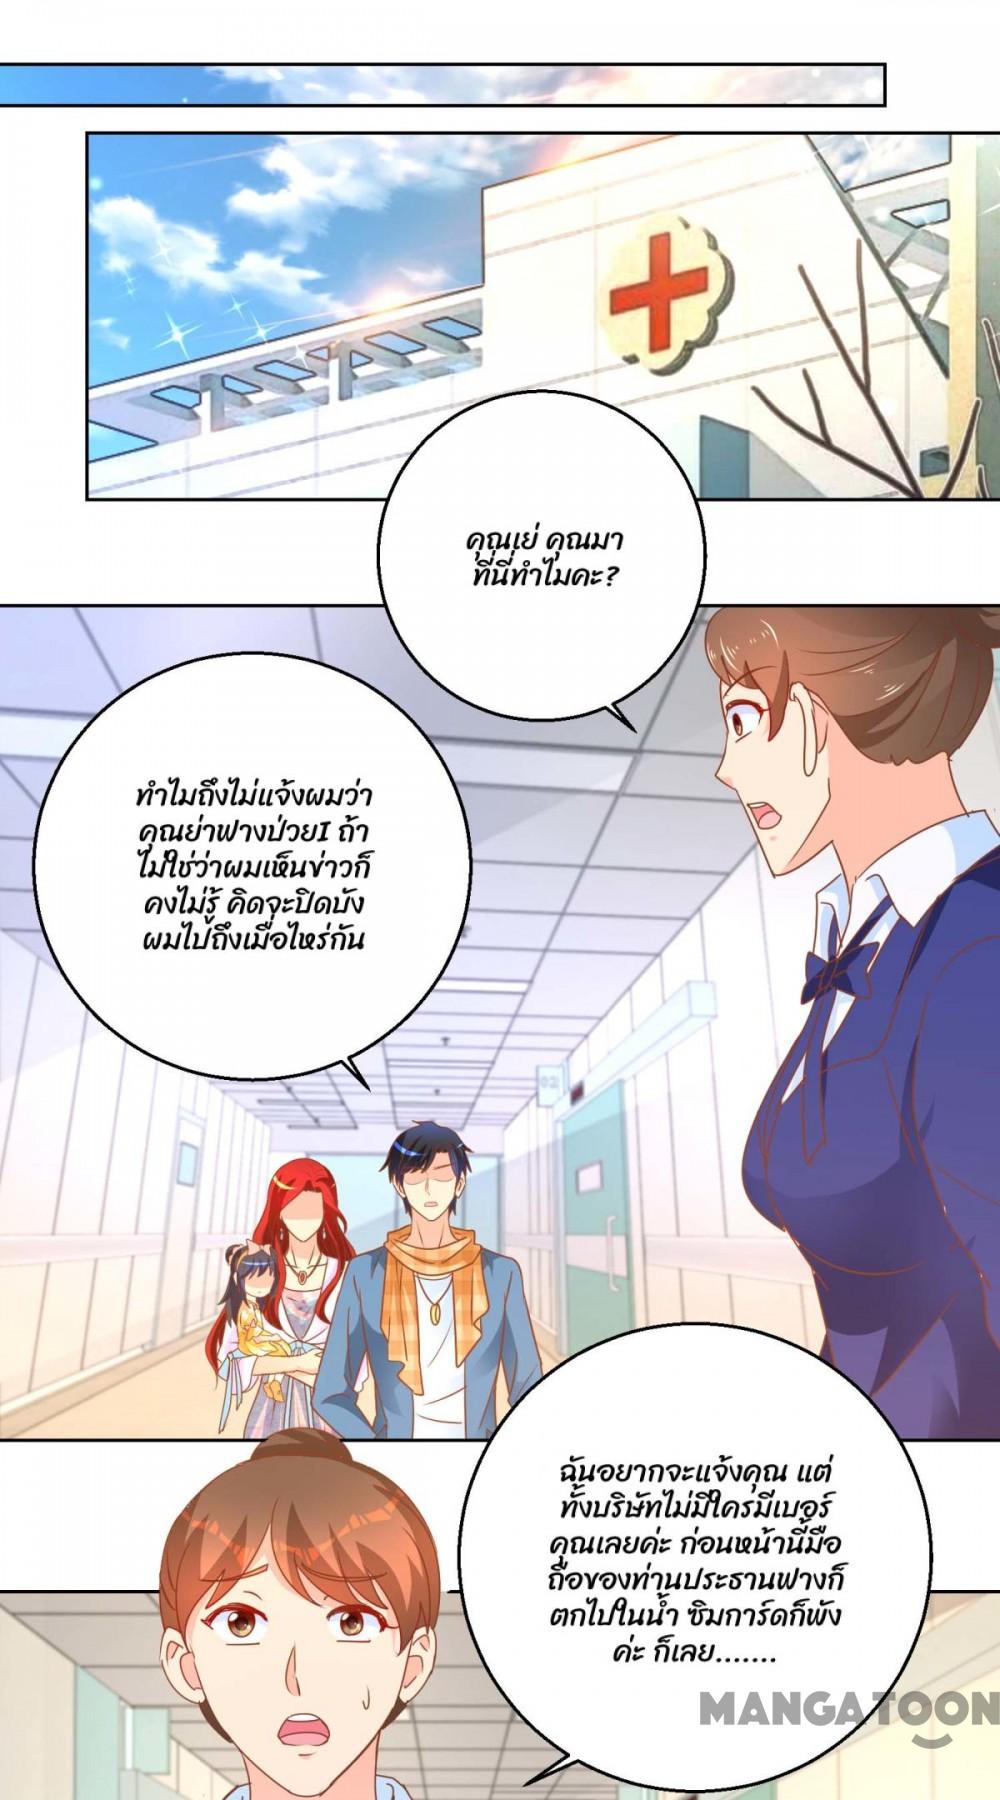 คุณเย่ คุณมา
ที่นี่ทำไมคะ?
ทำไมถึงไม่แจ้งผมว่า
คุณย่าฟางป่วยI ถ้า
ไม่ใช่ว่าผมเห็นข่าวก็
คงไม่รู้ คิดจะปิดบัง
ผมไปถึงเมื่อไหร่กัน
02
ฉันอยากจะแจ้งคุณ แต่
ทั้งบริษัทไม่มีใครมีเบอร์
คุณเลยค่ะ ก่อนหน้านี้มือ
ถือของท่านประธานฟางก็
ตกไปในน้ำ ซิมการ์ดก็พัง
ค่ะ ก็เลย.......
MANGATOON